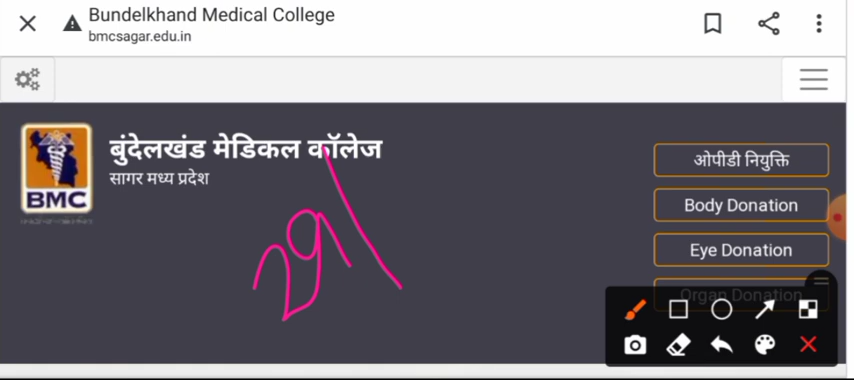 Bundelkhand Medical College
bmcsagar.edu.in
बुंदेलखंड मेडिकल कॉलेज
सागर मध्य प्रदेश
BMC
ओपीडी नियुक्ति
Body Donation
Eye Donation
Organ Donation
291